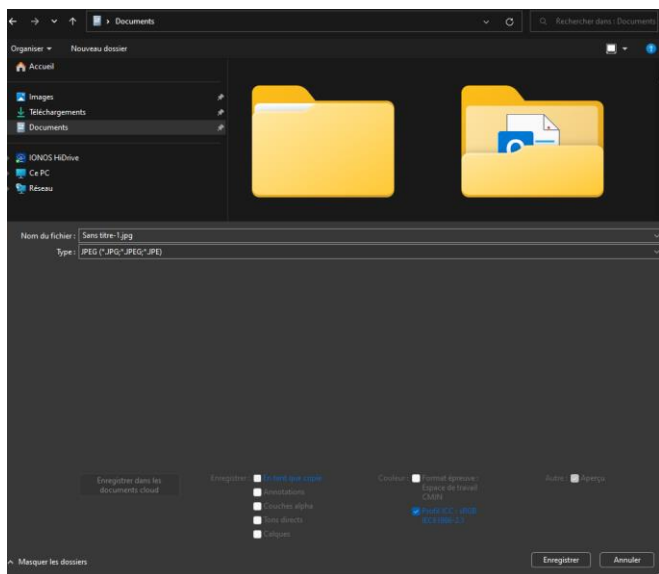 Documents
Rechercher dans : Documents
Organiser
Nouveau dossier
Accueil
Images
Téléchargements
Documents
IONOS HiDrive
Ce PC
Réseau
Nom du fichier : Sans titre-1.jpg
Type : JPEG (*.JPG;*.JPEG;*.JPE)
Enregistrer dans les
documents cloud
Enregistrer : En tant que copie
Annotations
Couches alpha
Tons directs
Calques
Couleur : Format épreuve :
Espace de travail
CMJN
Profil ICC : sRGB
IEC61966-2.1
Autre : Aperçu
Masquer les dossiers
Enregistrer
Annuler